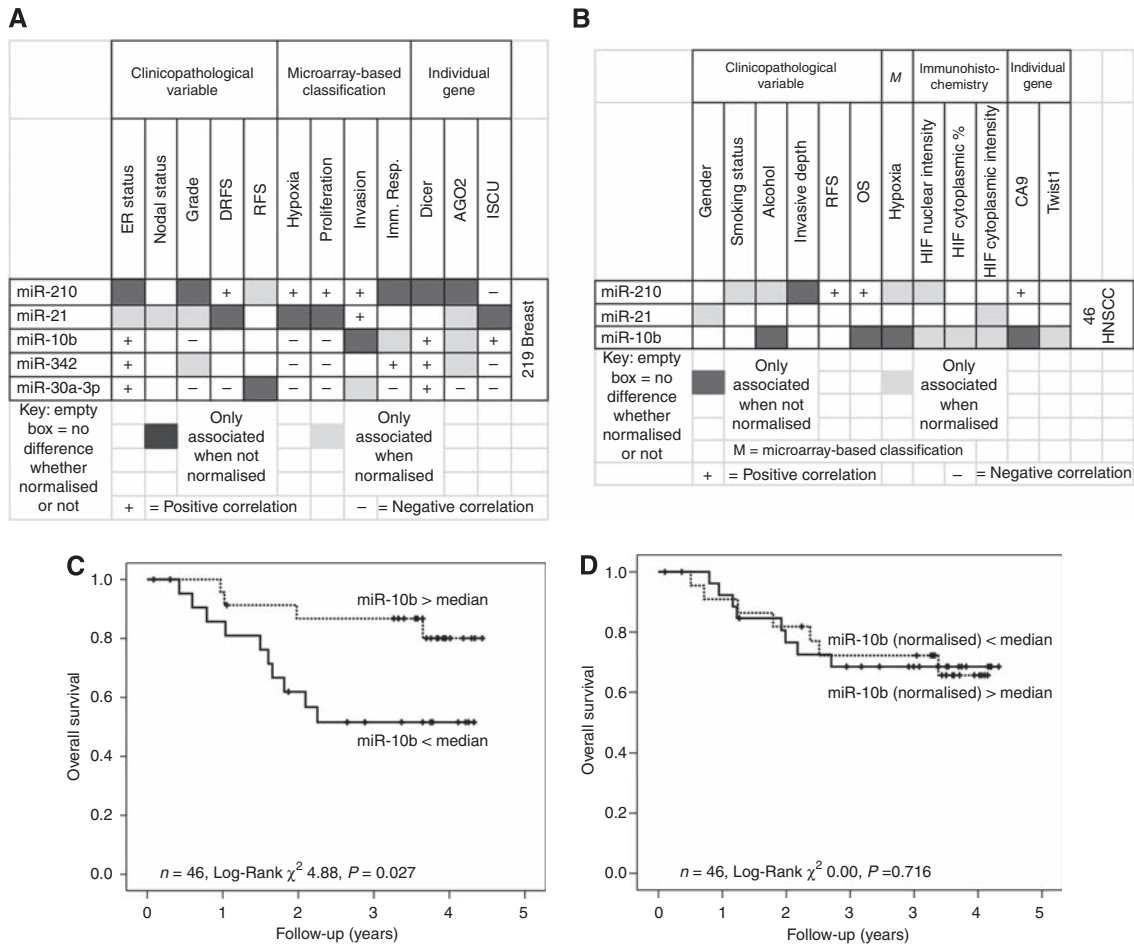 A
Clinicopathological variable
Microarray-based classification
Individual gene
ER status
Nodal status
Grade
DRFS
RFS
Hypoxia
Proliferation
Invasion
Imm. Resp.
Dicer
AGO2
ISCU
miR-210 + + + + –
miR-21 +
miR-10b + – – – + +
miR-342 + – – + + –
miR-30a-3p + – – – – – + – –
219 Breast
Key: empty
box = no
difference
whether
normalised
or not
Only
associated
when not
normalised
Only
associated
when
normalised
+ = Positive correlation – = Negative correlation
B
Clinicopathological variable
M
Immunohisto-
chemistry
Individual gene
Gender
Smoking status
Alcohol
Invasive depth
RFS
OS
Hypoxia
HIF nuclear intensity
HIF cytoplasmic %
HIF cytoplasmic intensity
CA9
Twist1
miR-210 + + +
miR-21
miR-10b
46
HNSCC
Key: empty
box = no
difference
whether
normalised
or not
Only
associated
when not
normalised
Only
associated
when
normalised
M = microarray-based classification
+ = Positive correlation – = Negative correlation
C
Overall survival
1.0
0.8
0.6
0.4
0.2
0.0
miR-10b > median
miR-10b < median
n = 46, Log-Rank χ² 4.88, P = 0.027
0 1 2 3 4 5
Follow-up (years)
D
Overall survival
1.0
0.8
0.6
0.4
0.2
0.0
miR-10b (normalised) < median
miR-10b (normalised) > median
n = 46, Log-Rank χ² 0.00, P =0.716
0 1 2 3 4 5
Follow-up (years)